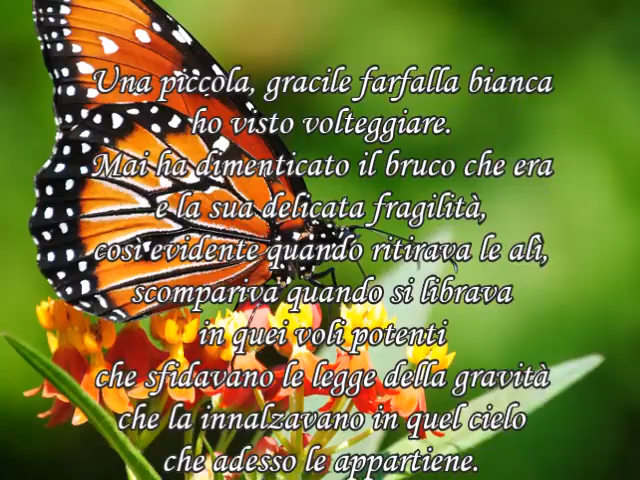 Una piccola, gracile farfalla bianca
ho visto volteggiare.
Mai ha dimenticato il bruco che era
e la sua delicata fragilità,
così evidente quando ritirava le alì,
scompariva quando si librava
in quei voli potenti
che sfidavano le legge della gravità
che la innalzavano in quel cielo
che adesso le appartiene.